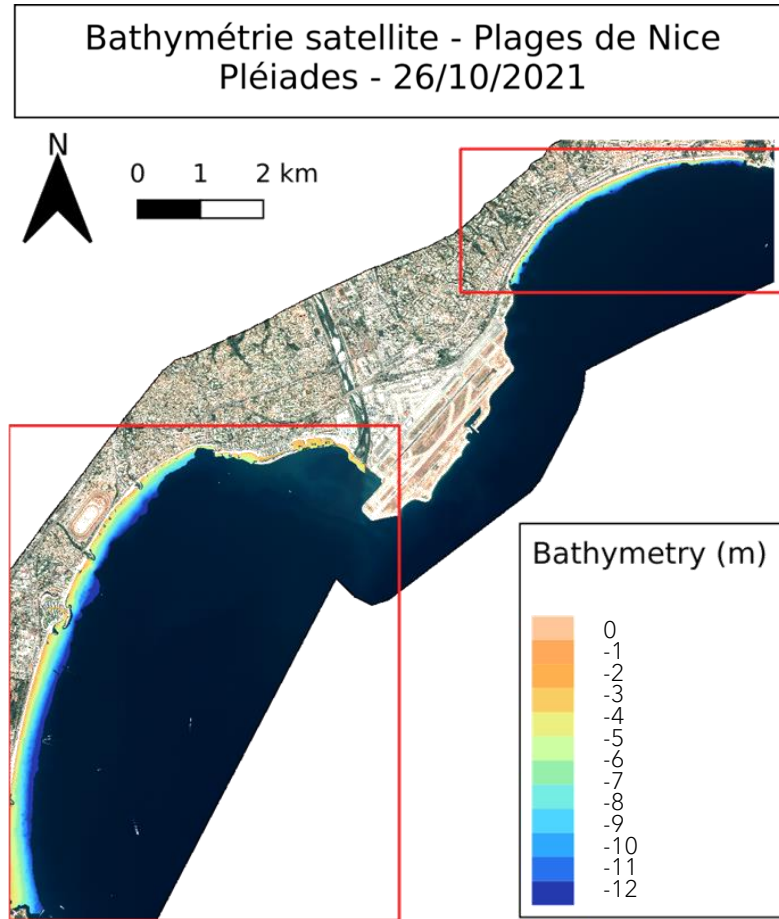 Bathymétrie satellite - Plages de Nice
Pléiades - 26/10/2021
N
0 1 2 km
Bathymetry (m)
0
-1
-2
-3
-4
-5
-6
-7
-8
-9
-10
-11
-12